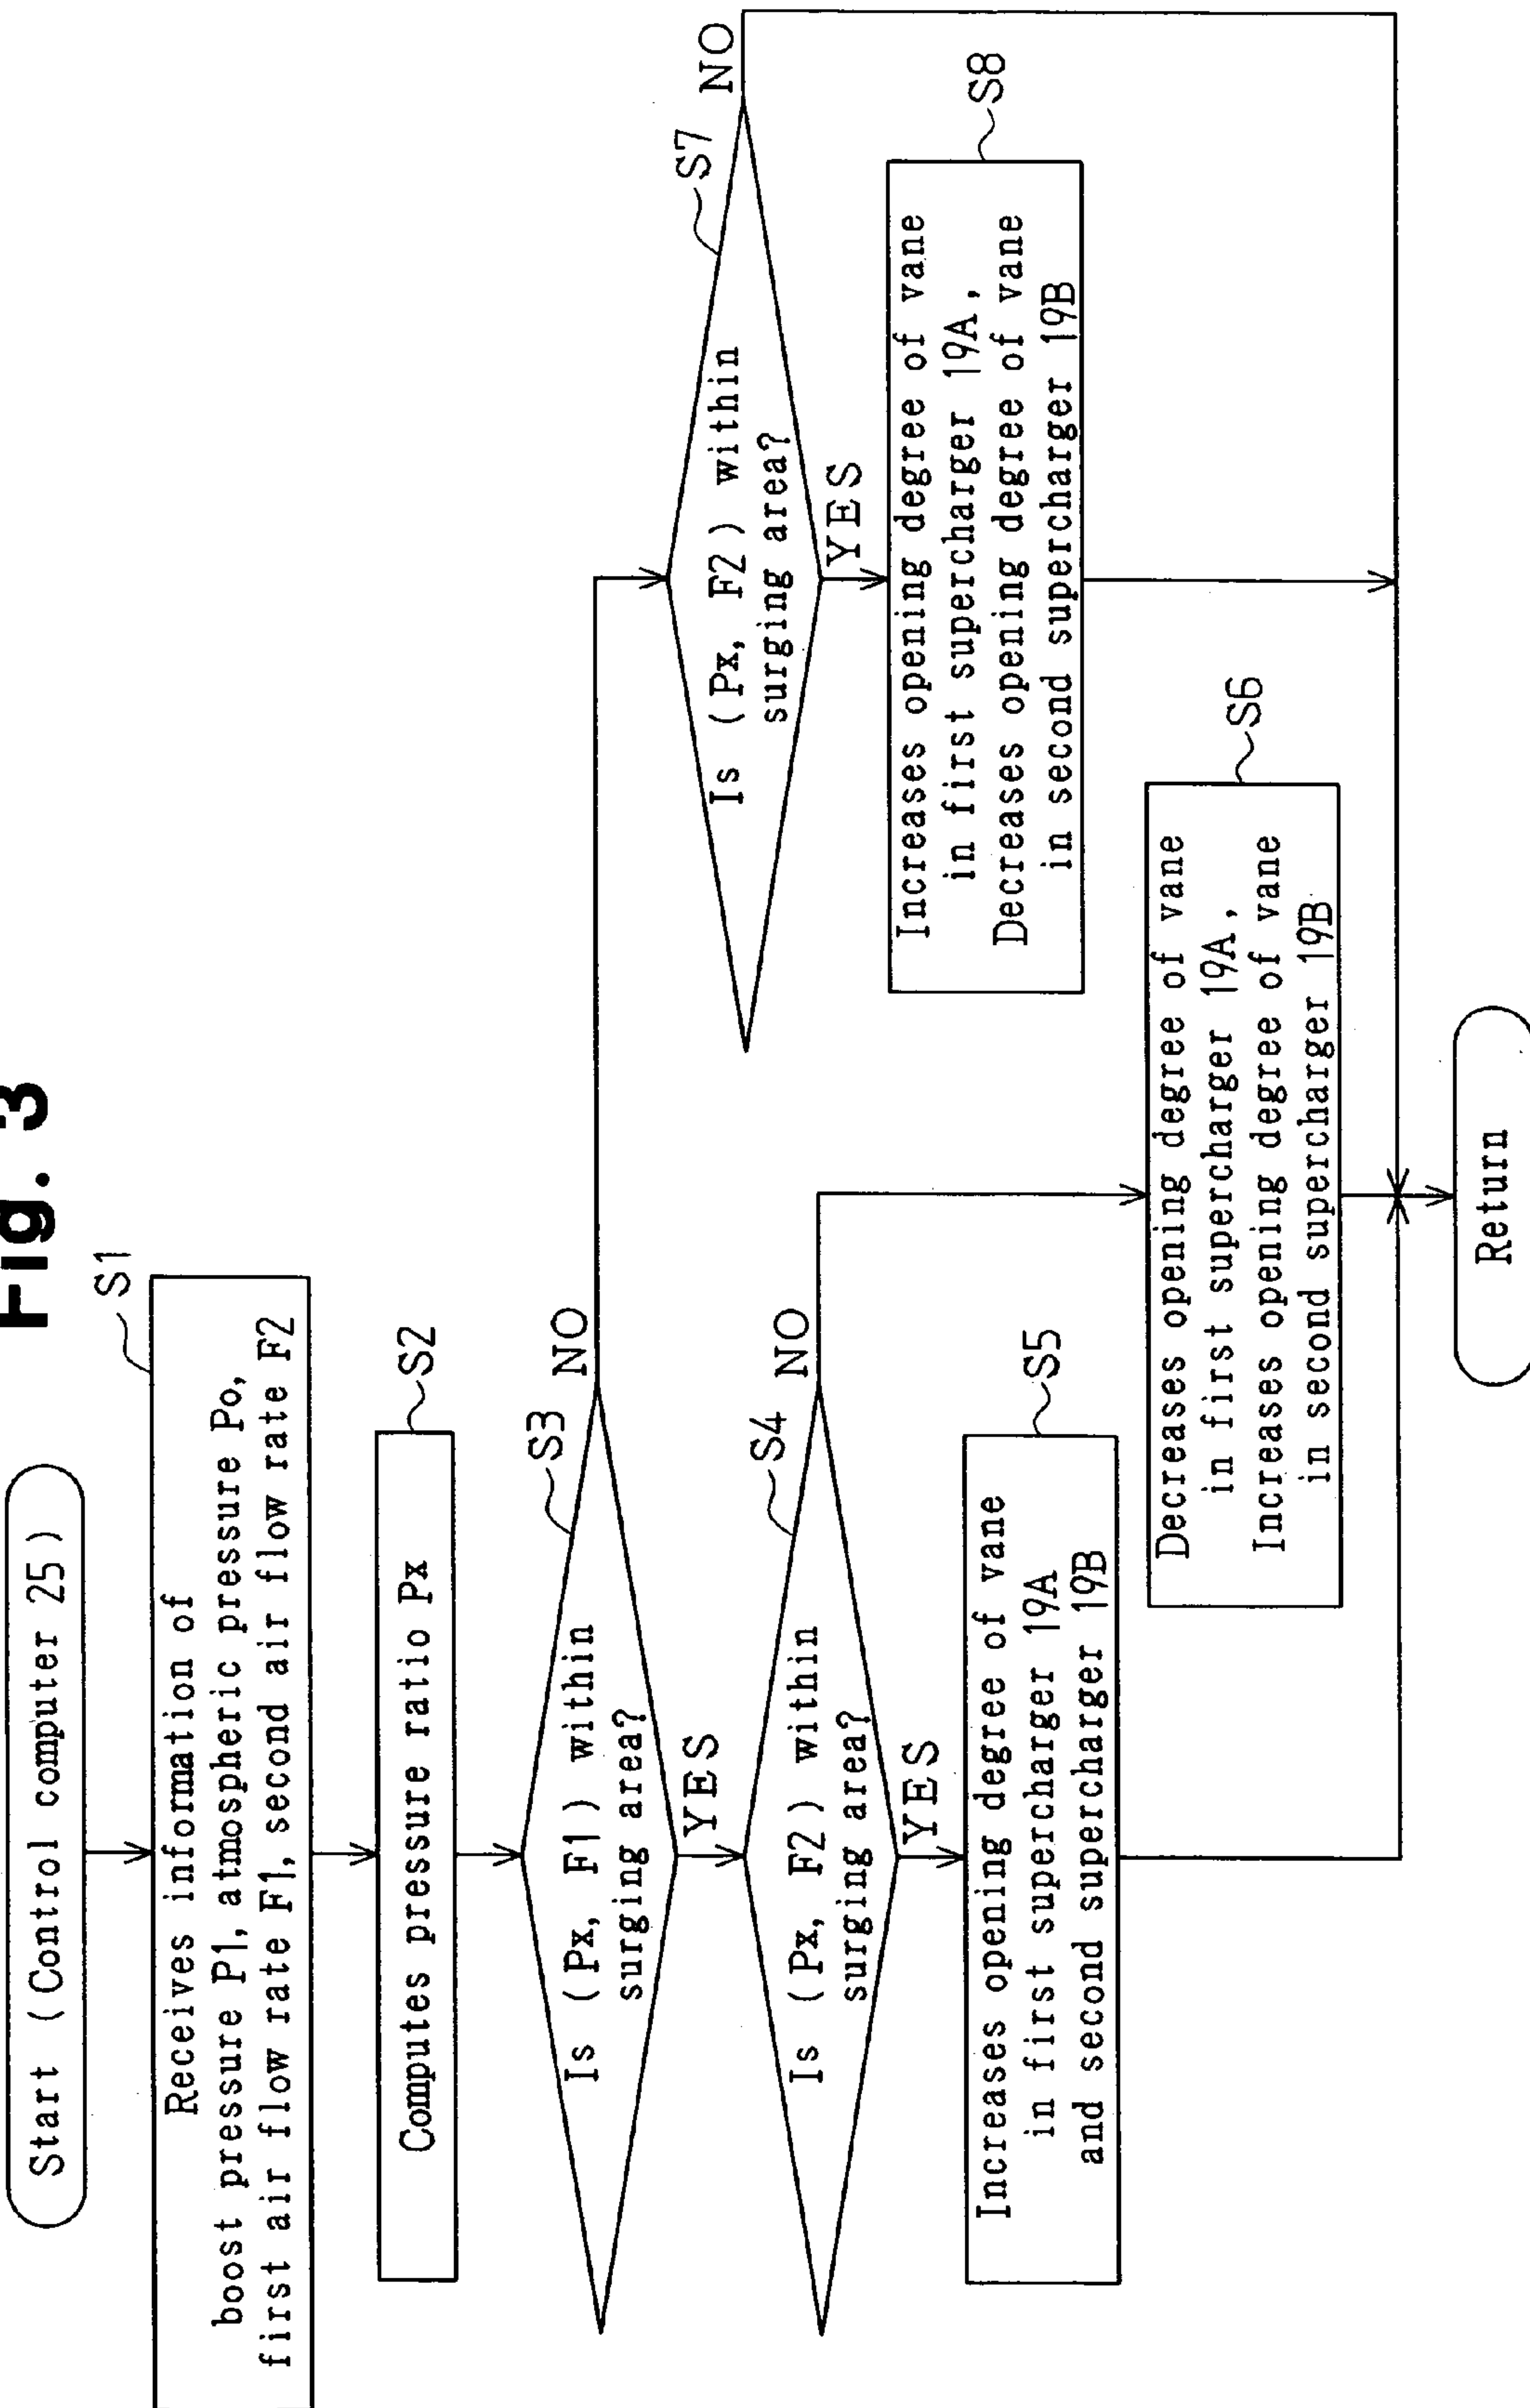 Fig. 3
Start (Control computer 25)
S1
Receives information of
boost pressure P1, atmospheric pressure Po,
first air flow rate F1, second air flow rate F2
S2
Computes pressure ratio Px
S3
Is (Px, F1) within
surging area?
NO
YES
S4
Is (Px, F2) within
surging area?
NO
YES
S5
Increases opening degree of vane
in first supercharger 19A
and second supercharger 19B
S6
Decreases opening degree of vane
in first supercharger 19A,
Increases opening degree of vane
in second supercharger 19B
S7
Is (Px, F2) within
surging area?
NO
YES
S8
Increases opening degree of vane
in first supercharger 19A,
Decreases opening degree of vane
in second supercharger 19B
Return